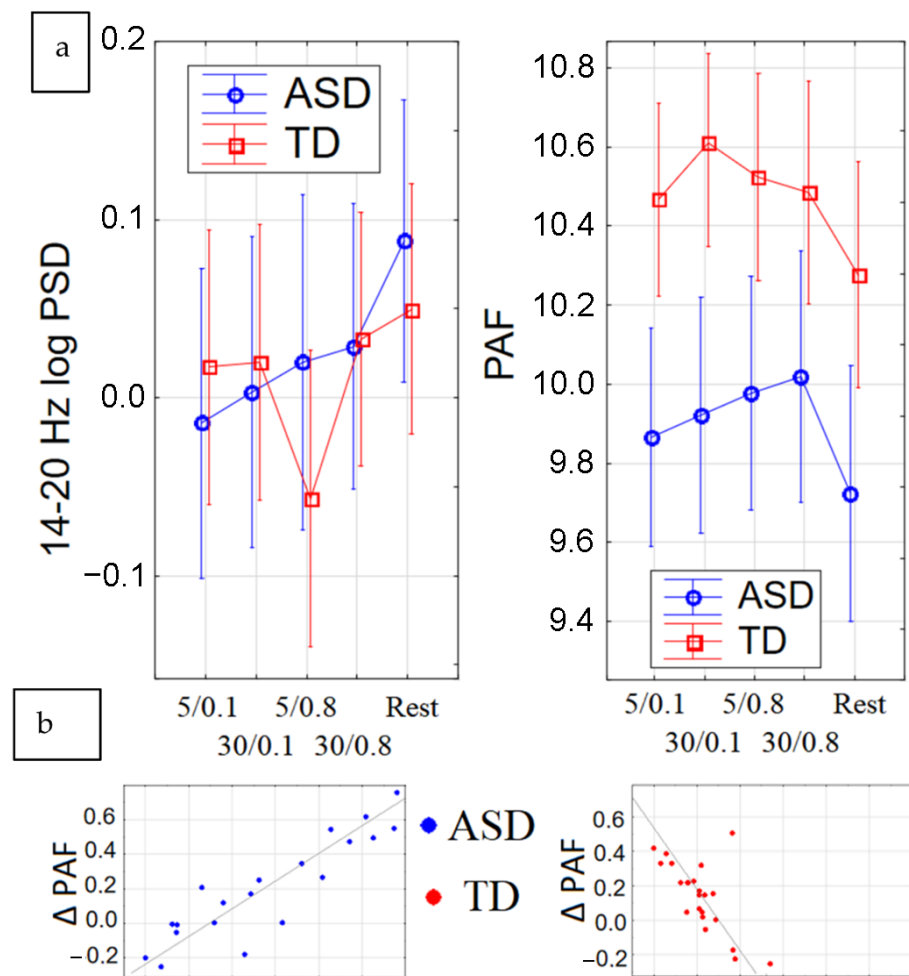 a
0.2
0.1
0.0
−0.1
14-20 Hz log PSD
ASD
TD
5/0.1
30/0.1
5/0.8
30/0.8
Rest
10.8
10.6
10.4
10.2
10.0
9.8
9.6
9.4
PAF
ASD
TD
5/0.1
30/0.1
5/0.8
30/0.8
Rest
b
0.6
0.4
0.2
0.0
−0.2
Δ PAF
ASD
TD
0.6
0.4
0.2
0.0
−0.2
Δ PAF